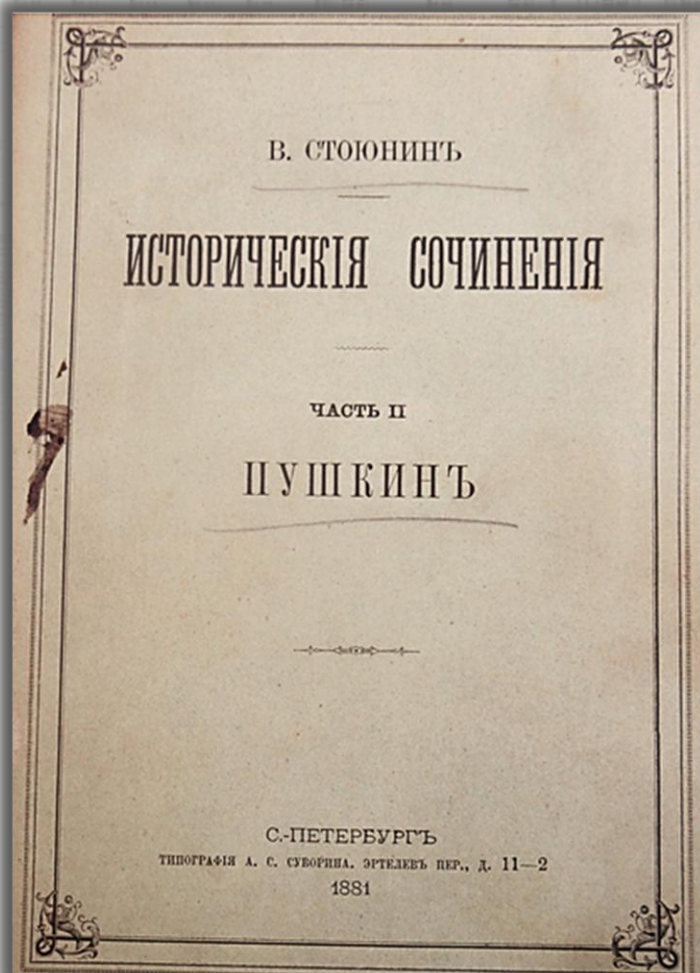 В. СТОЮНИНЪ
ИСТОРИЧЕСКІЯ СОЧИНЕНІЯ
ЧАСТЬ II
ПУШКИНЪ
С.-ПЕТЕРБУРГЪ
ТИПОГРАФІЯ А. С. СУВОРИНА. ЭРТЕЛЕВЪ ПЕР., Д. 11—2
1881